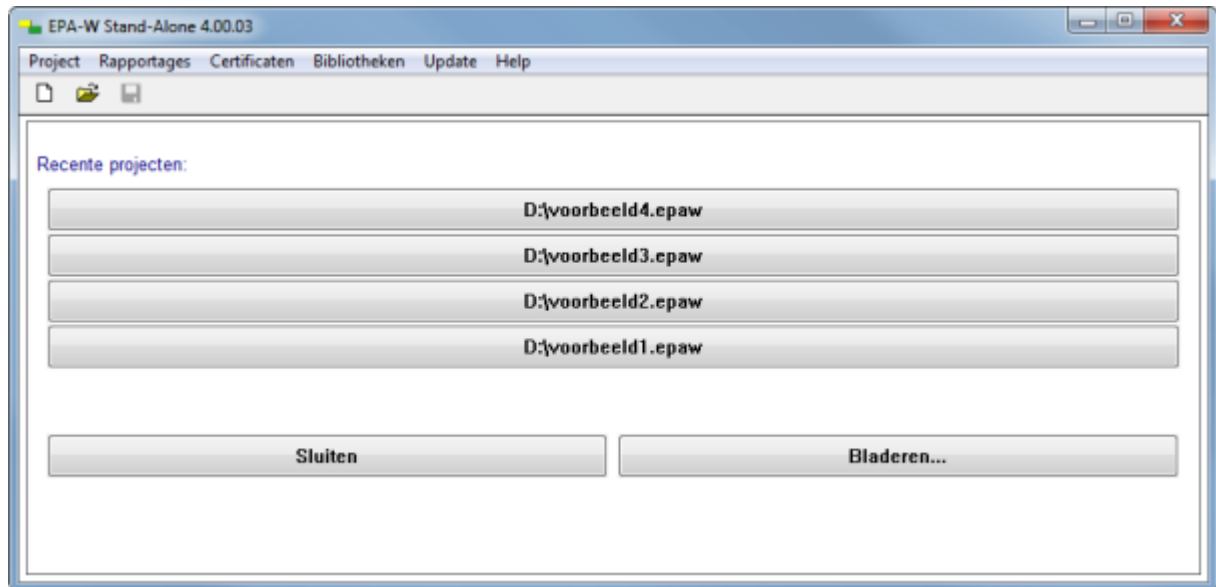 EPA-W Stand-Alone 4.00.03
Project Rapportages Certificaten Bibliotheken Update Help
Recente projecten:
D:\voorbeeld4.epaw
D:\voorbeeld3.epaw
D:\voorbeeld2.epaw
D:\voorbeeld1.epaw
Sluiten Bladeren...